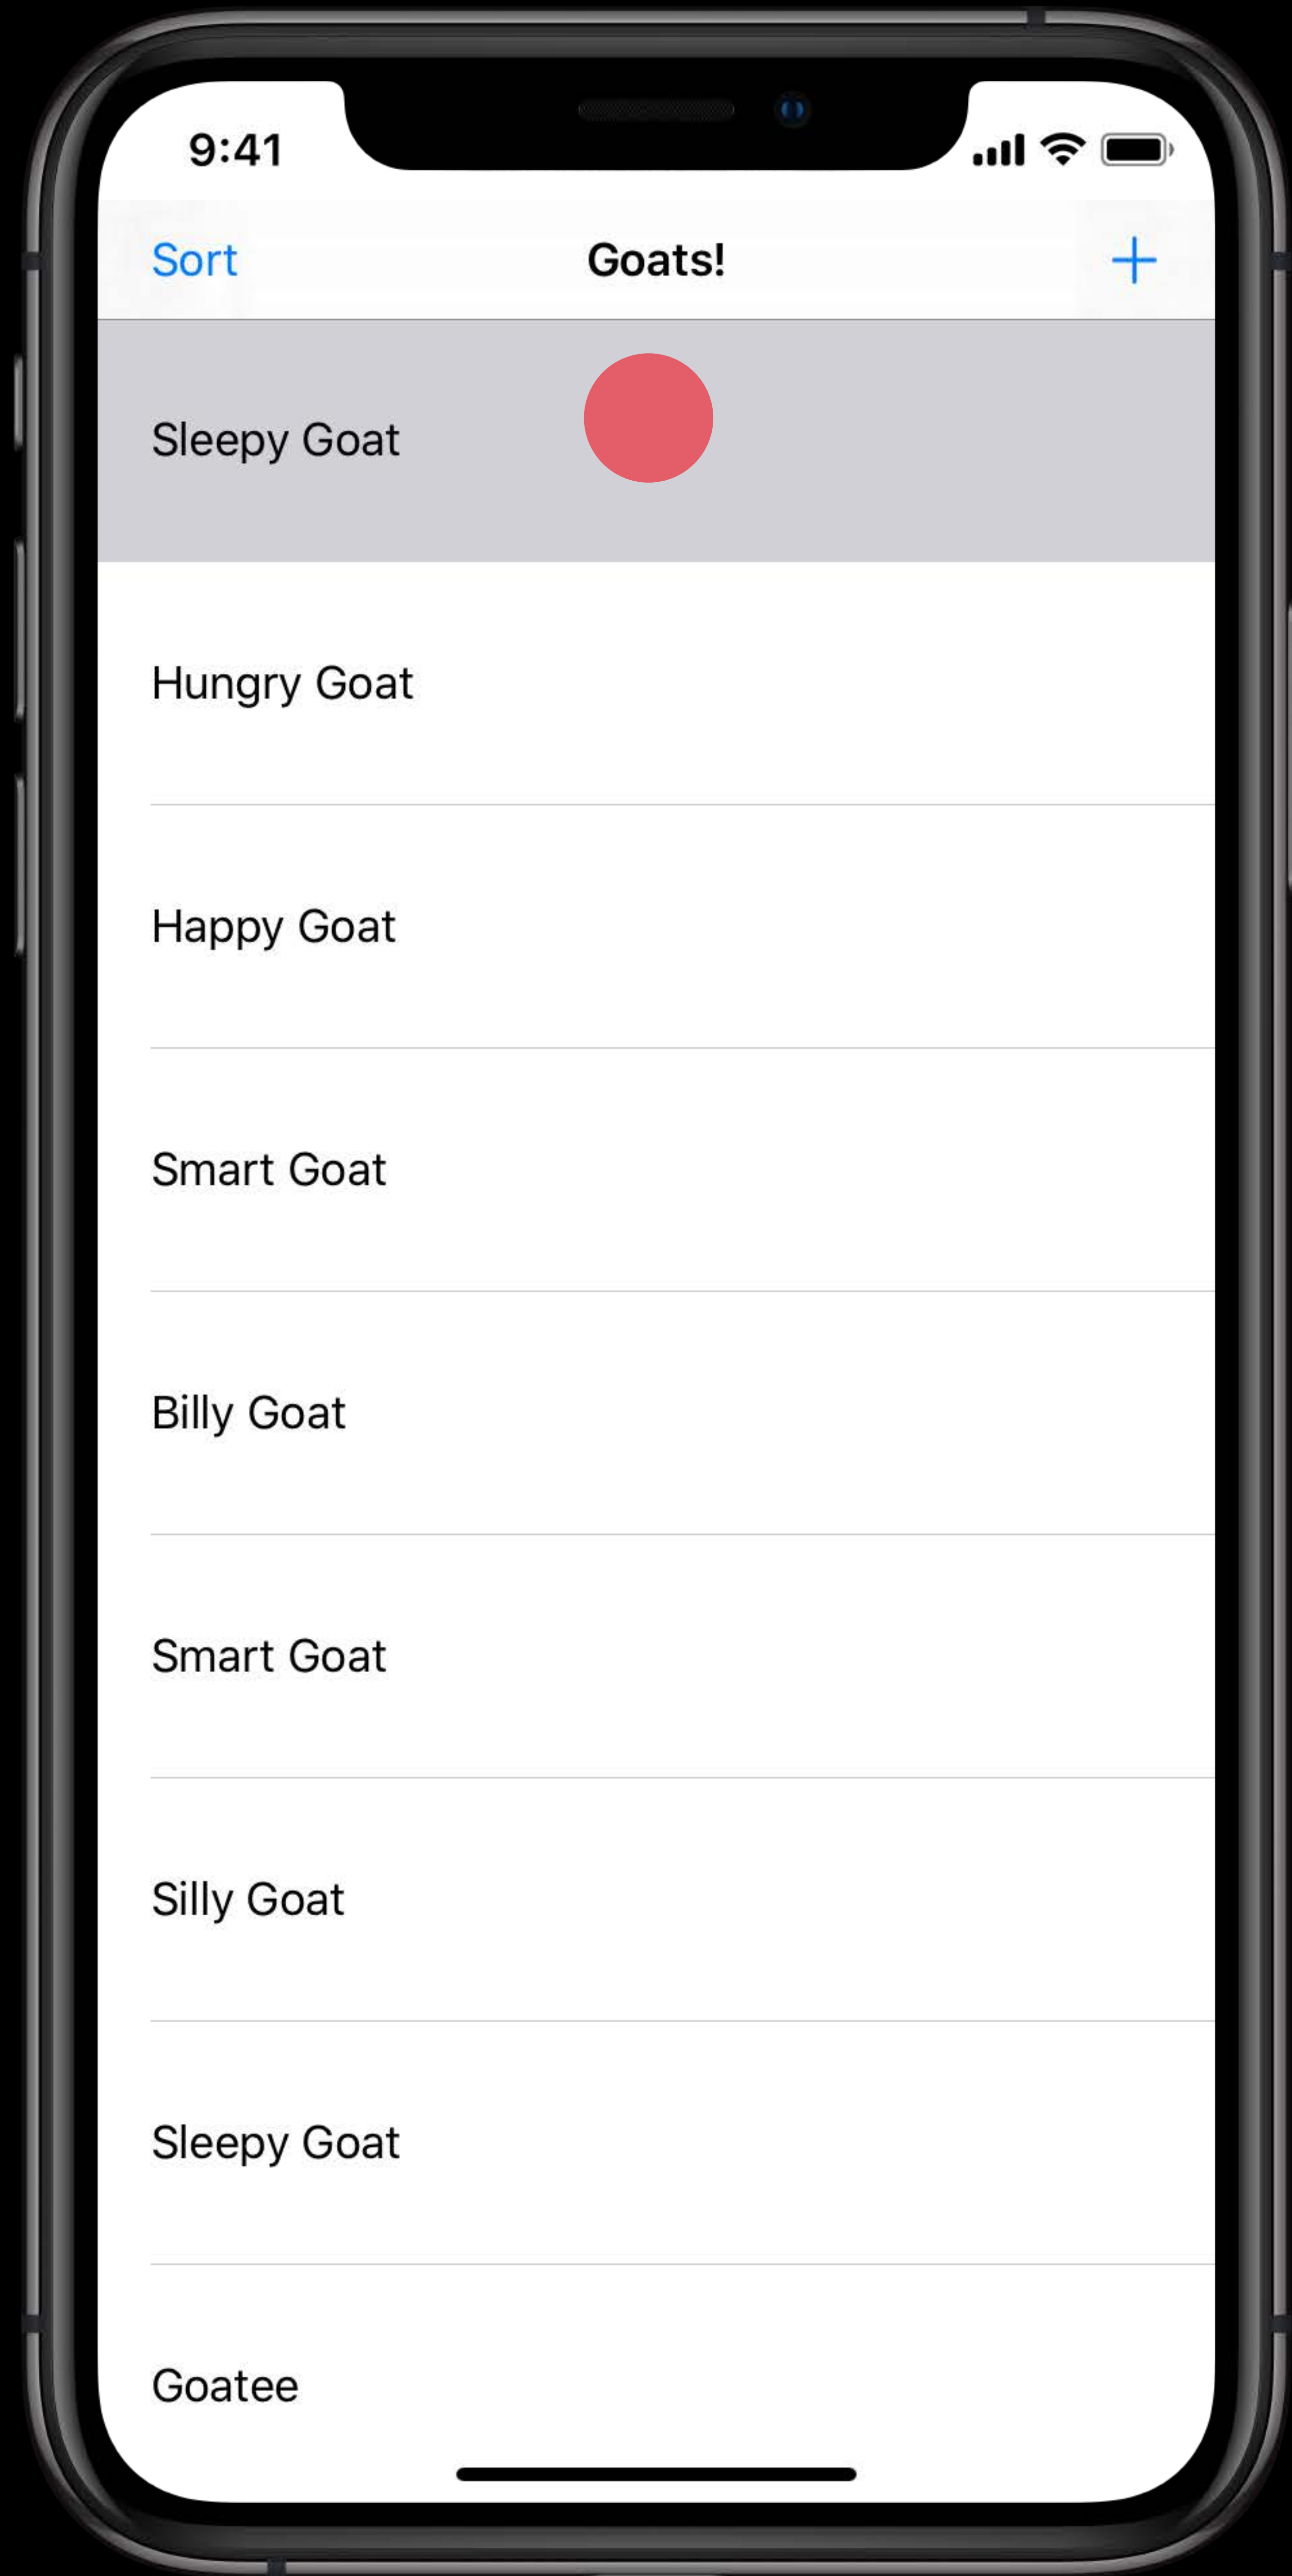 9:41
Sort Goats! +
Sleepy Goat
Hungry Goat
Happy Goat
Smart Goat
Billy Goat
Smart Goat
Silly Goat
Sleepy Goat
Goatee